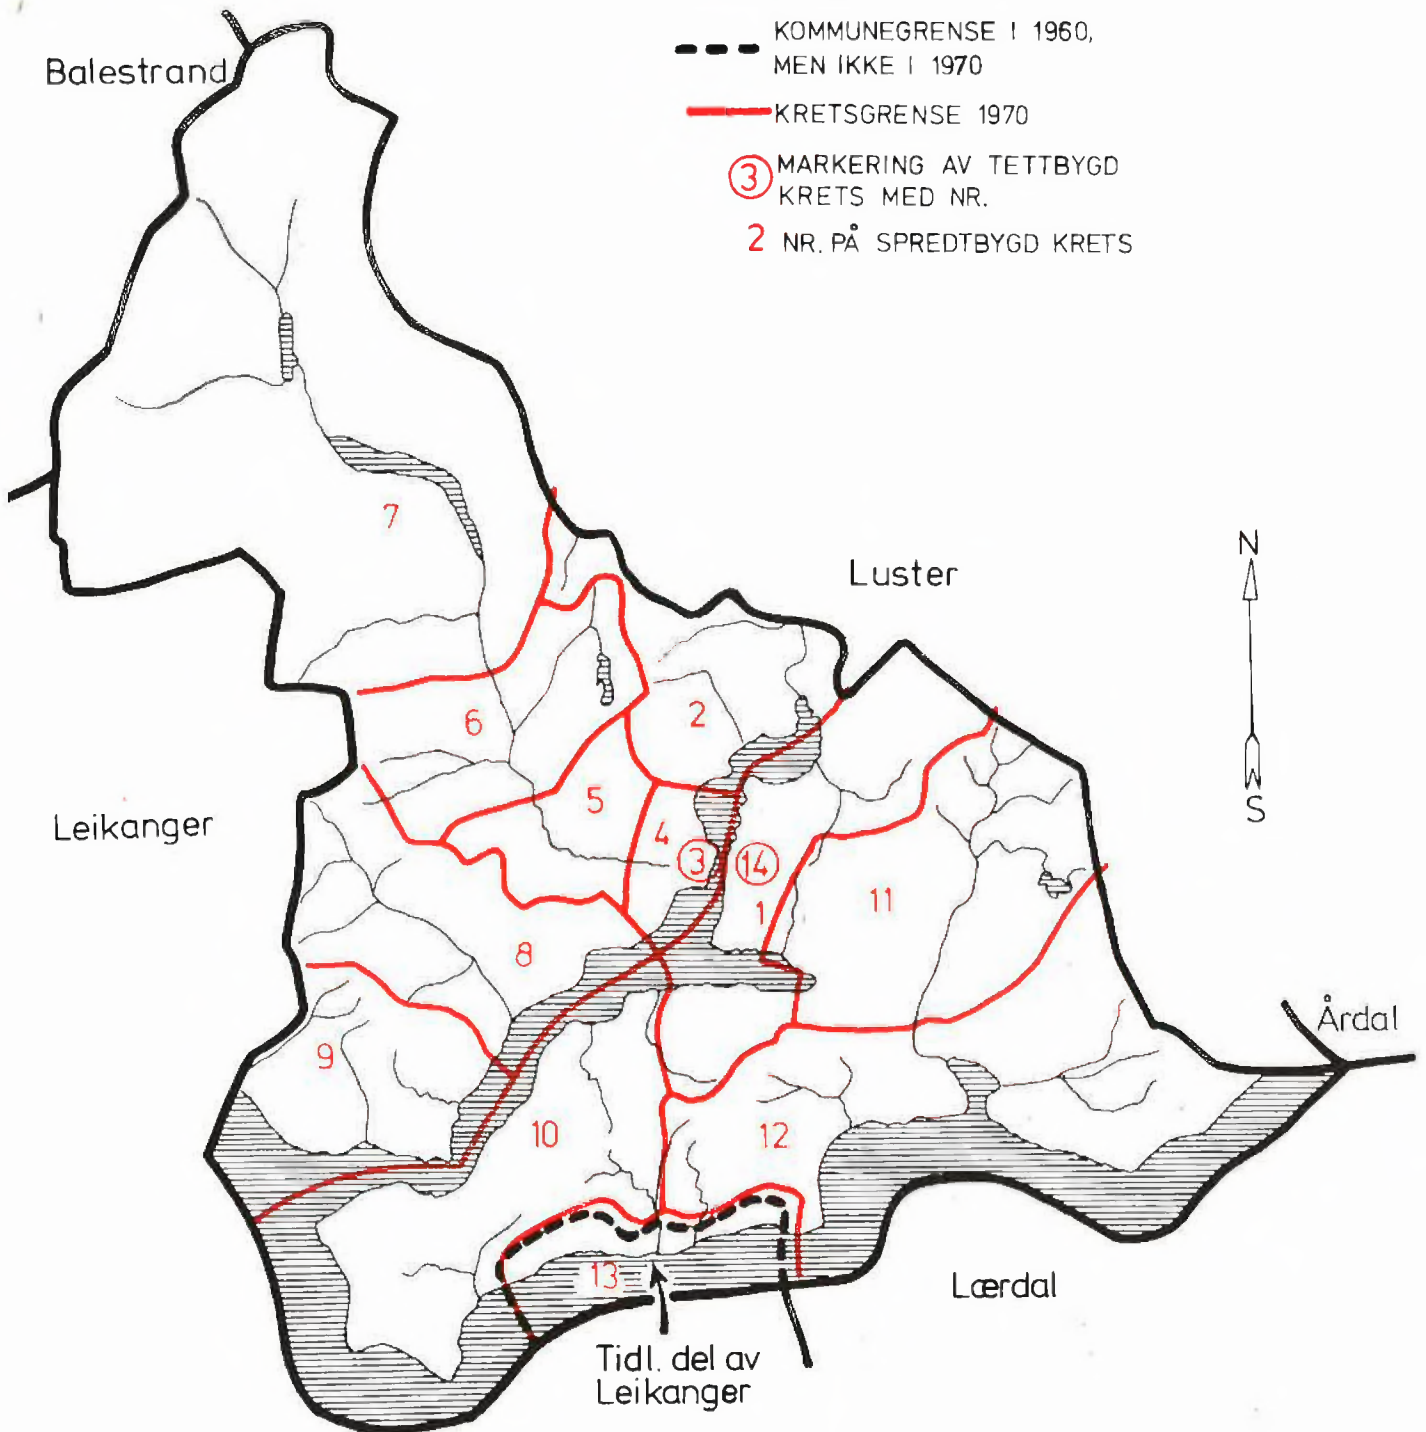 Balestrand
KOMMUNEGRENSE I 1960,
MEN IKKE I 1970
KRETSGRENSE 1970
3 MARKERING AV TETTBYGD
KRETS MED NR.
2 NR. PÅ SPREDTBYGD KRETS
7
Luster
N
S
6
2
5
Leikanger
4
3
14
1
11
8
9
Årdal
10
12
13
Lærdal
Tidl. del av
Leikanger